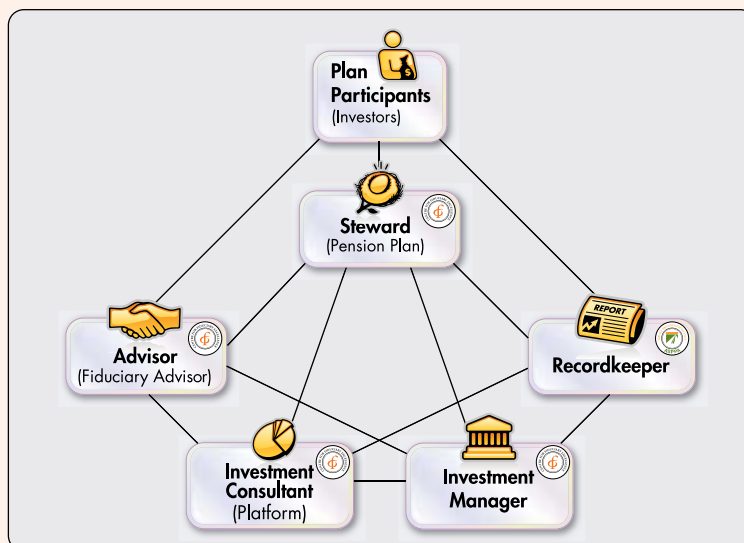 Plan
Participants
(Investors)
Steward
(Pension Plan)
Advisor
(Fiduciary Advisor)
REPORT
Recordkeeper
Investment
Consultant
(Platform)
Investment
Manager
$